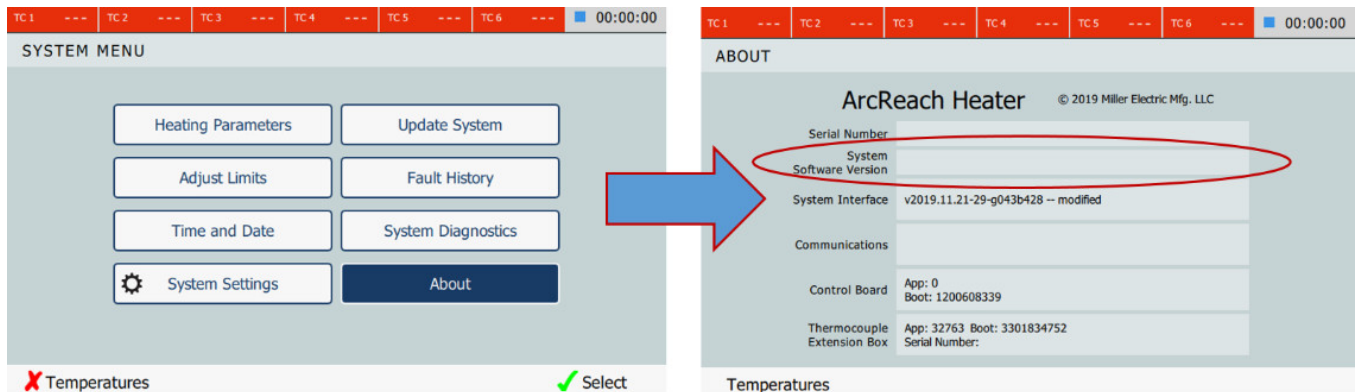 TC 1 --- TC 2 --- TC 3 --- TC 4 --- TC 5 --- TC 6 --- 00:00:00
SYSTEM MENU
Heating Parameters
Update System
Adjust Limits
Fault History
Time and Date
System Diagnostics
System Settings
About
Temperatures
Select
TC 1 --- TC 2 --- TC 3 --- TC 4 --- TC 5 --- TC 6 --- 00:00:00
ABOUT
ArcReach Heater © 2019 Miller Electric Mfg. LLC
Serial Number
System
Software Version
System Interface v2019.11.21-29-g043b428 -- modified
Communications
Control Board
App: 0
Boot: 1200608339
Thermocouple
Extension Box
App: 32763 Boot: 3301834752
Serial Number:
Temperatures